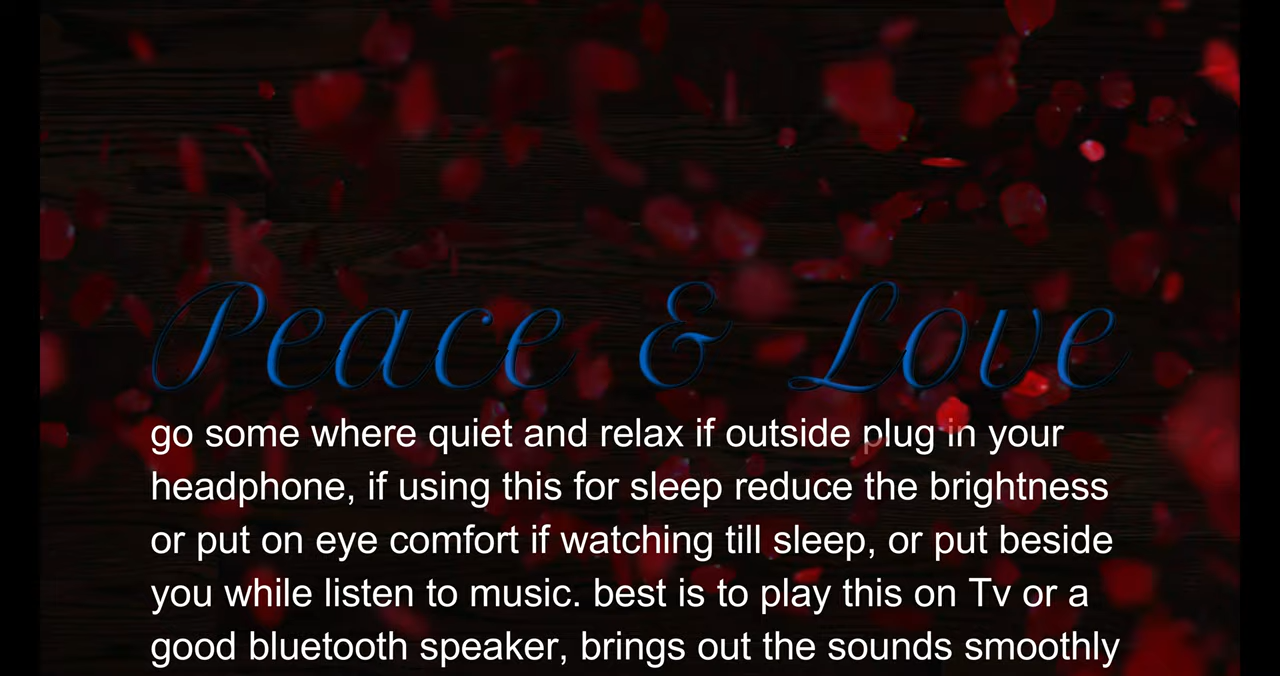 Peace & Love
go some where quiet and relax if outside plug in your
headphone, if using this for sleep reduce the brightness
or put on eye comfort if watching till sleep, or put beside
you while listen to music. best is to play this on Tv or a
good bluetooth speaker, brings out the sounds smoothly